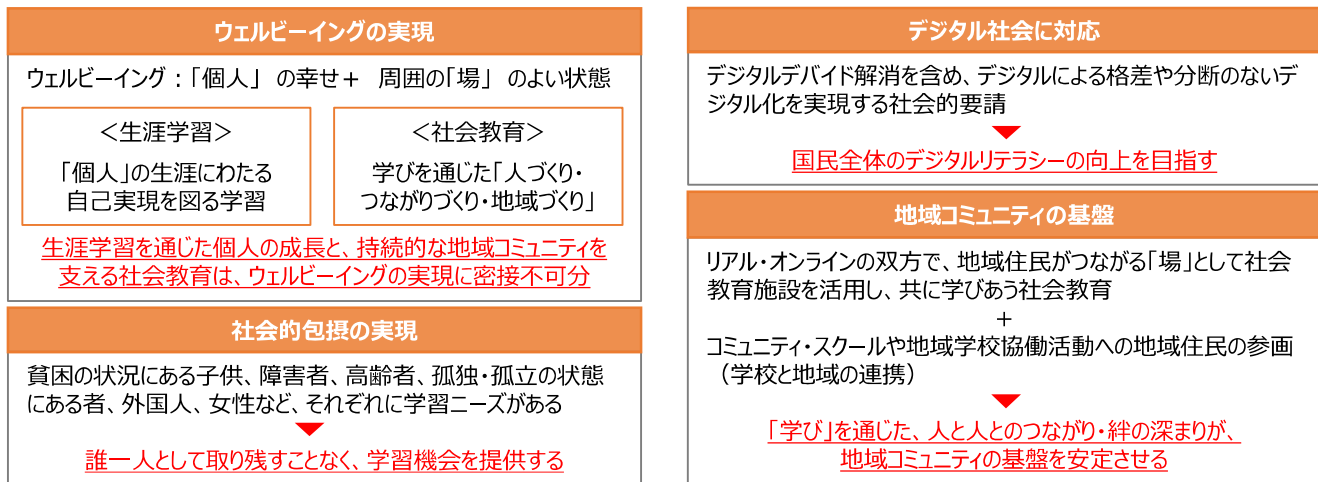 ウェルビーイングの実現
ウェルビーイング：「個人」 の幸せ＋ 周囲の「場」 のよい状態
＜生涯学習＞
「個人」の生涯にわたる
自己実現を図る学習
＜社会教育＞
学びを通じた「人づくり・
つながりづくり・地域づくり」
生涯学習を通じた個人の成長と、持続的な地域コミュニティを
支える社会教育は、ウェルビーイングの実現に密接不可分
社会的包摂の実現
貧困の状況にある子供、障害者、高齢者、孤独・孤立の状態
にある者、外国人、女性など、それぞれに学習ニーズがある
誰一人として取り残すことなく、学習機会を提供する
デジタル社会に対応
デジタルデバイド解消を含め、デジタルによる格差や分断のないデ
ジタル化を実現する社会的要請
国民全体のデジタルリテラシーの向上を目指す
地域コミュニティの基盤
リアル・オンラインの双方で、地域住民がつながる「場」として社会
教育施設を活用し、共に学びあう社会教育
＋
コミュニティ・スクールや地域学校協働活動への地域住民の参画
（学校と地域の連携）
「学び」を通じた、人と人とのつながり・絆の深まりが、
地域コミュニティの基盤を安定させる